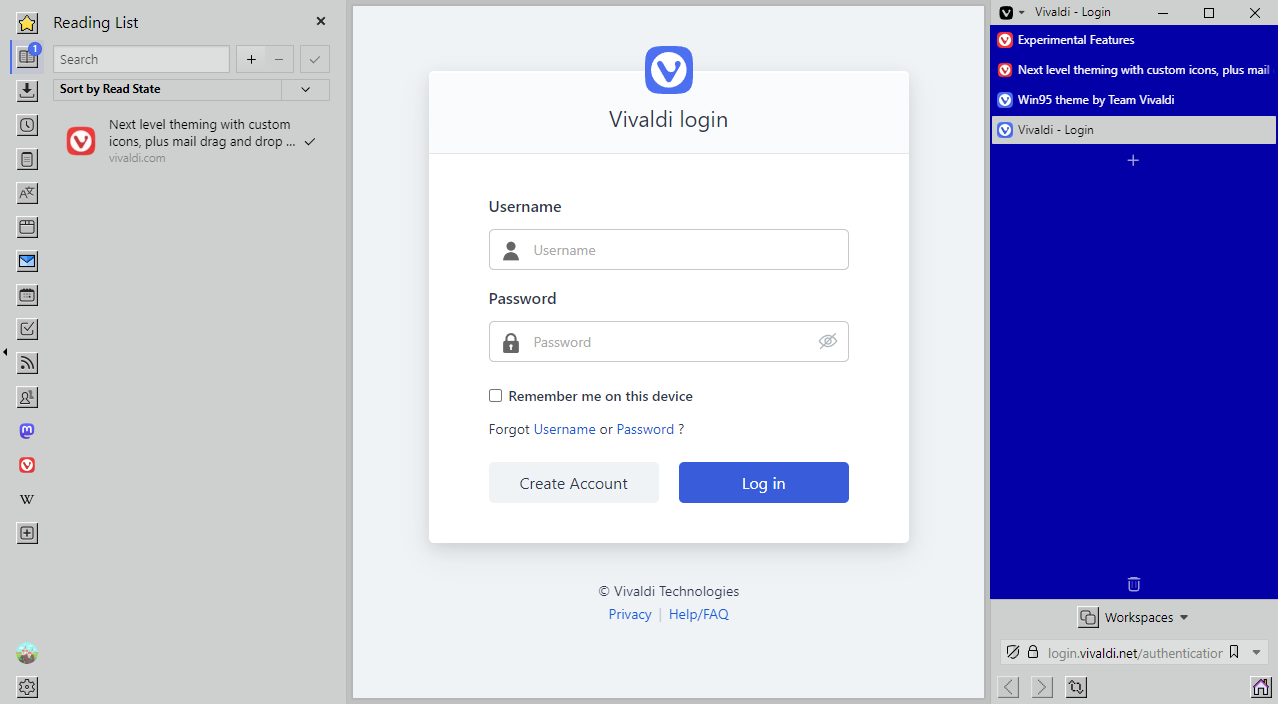 Reading List
1
Search
Sort by Read State
Next level theming with custom
icons, plus mail drag and drop ...
vivaldi.com
W
Vivaldi login
Username
Username
Password
Password
Remember me on this device
Forgot Username or Password ?
Create Account
Log in
© Vivaldi Technologies
Privacy | Help/FAQ
Vivaldi - Login
Experimental Features
Next level theming with custom icons, plus mail
Win95 theme by Team Vivaldi
Vivaldi - Login
Workspaces
login.vivaldi.net/authentication